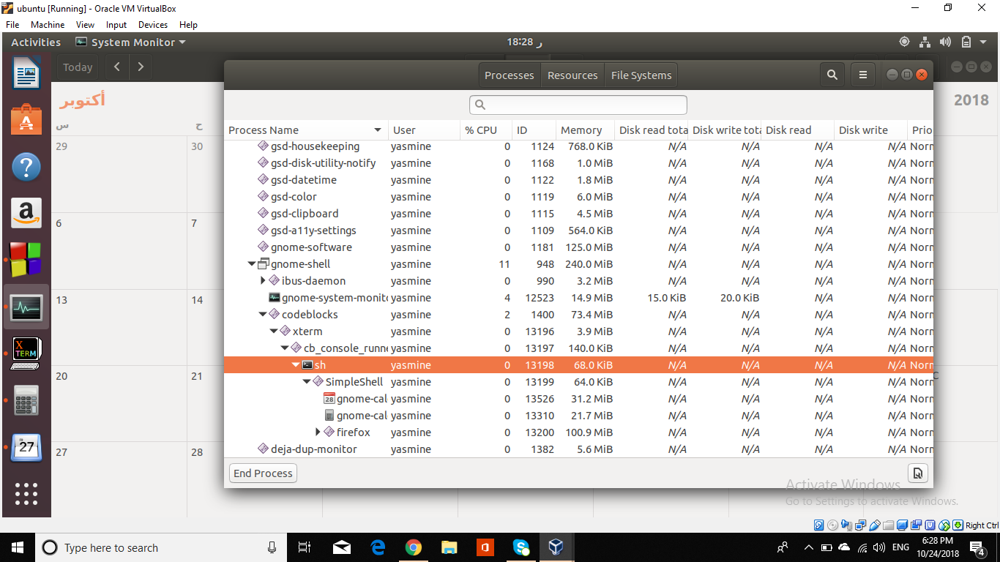 ubuntu [Running] - Oracle VM VirtualBox
File Machine View Input Devices Help
Activities System Monitor 18:28 ر
Today Processes Resources File Systems
أكتوبر 2018
س ح
Process Name User % CPU ID Memory Disk read tota Disk write tota Disk read Disk write Prio
29 30 gsd-housekeeping yasmine 0 1124 768.0 KiB N/A N/A N/A N/A Norn
gsd-disk-utility-notify yasmine 0 1168 1.0 MiB N/A N/A N/A N/A Norn
gsd-datetime yasmine 0 1122 1.8 MiB N/A N/A N/A N/A Norn
gsd-color yasmine 0 1119 6.0 MiB N/A N/A N/A N/A Norn
gsd-clipboard yasmine 0 1115 4.5 MiB N/A N/A N/A N/A Norn
6 7 gsd-a11y-settings yasmine 0 1109 564.0 KiB N/A N/A N/A N/A Norn
gnome-software yasmine 0 1181 125.0 MiB N/A N/A N/A N/A Norn
gnome-shell yasmine 11 948 240.0 MiB N/A N/A N/A N/A Norn
ibus-daemon yasmine 0 990 3.2 MiB N/A N/A N/A N/A Norn
13 14 gnome-system-monito yasmine 4 12523 14.9 MiB 15.0 KiB 20.0 KiB N/A N/A Norn
codeblocks yasmine 2 1400 73.4 MiB N/A N/A N/A N/A Norn
xterm yasmine 0 13196 3.9 MiB N/A N/A N/A N/A Norn
X TERM
cb_console_runne yasmine 0 13197 140.0 KiB N/A N/A N/A N/A Norn
sh yasmine 0 13198 68.0 KiB N/A N/A N/A N/A Norn
20 21 SimpleShell yasmine 0 13199 64.0 KiB N/A N/A N/A N/A Norn
28 gnome-cal yasmine 0 13526 31.2 MiB N/A N/A N/A N/A Norn
gnome-cal yasmine 0 13310 21.7 MiB N/A N/A N/A N/A Norn
firefox yasmine 0 13200 100.9 MiB N/A N/A N/A N/A Norn
27 27 28 deja-dup-monitor yasmine 0 1382 5.6 MiB N/A N/A N/A N/A Norn
End Process
Activate Windows
Go to Settings to activate Windows.
Right Ctrl
Type here to search ENG 6:28 PM
10/24/2018 4